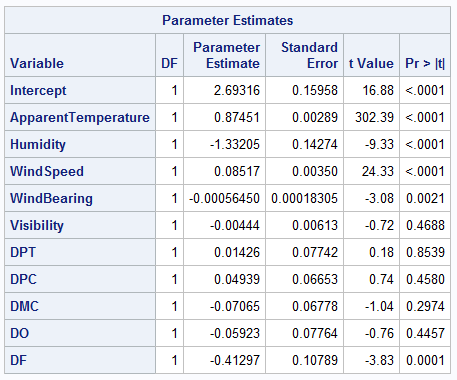 Parameter Estimates
Variable DF Parameter Estimate Standard Error t Value Pr > |t|
Intercept 1 2.69316 0.15958 16.88 <.0001
ApparentTemperature 1 0.87451 0.00289 302.39 <.0001
Humidity 1 -1.33205 0.14274 -9.33 <.0001
WindSpeed 1 0.08517 0.00350 24.33 <.0001
WindBearing 1 -0.00056450 0.00018305 -3.08 0.0021
Visibility 1 -0.00444 0.00613 -0.72 0.4688
DPT 1 0.01426 0.07742 0.18 0.8539
DPC 1 0.04939 0.06653 0.74 0.4580
DMC 1 -0.07065 0.06778 -1.04 0.2974
DO 1 -0.05923 0.07764 -0.76 0.4457
DF 1 -0.41297 0.10789 -3.83 0.0001